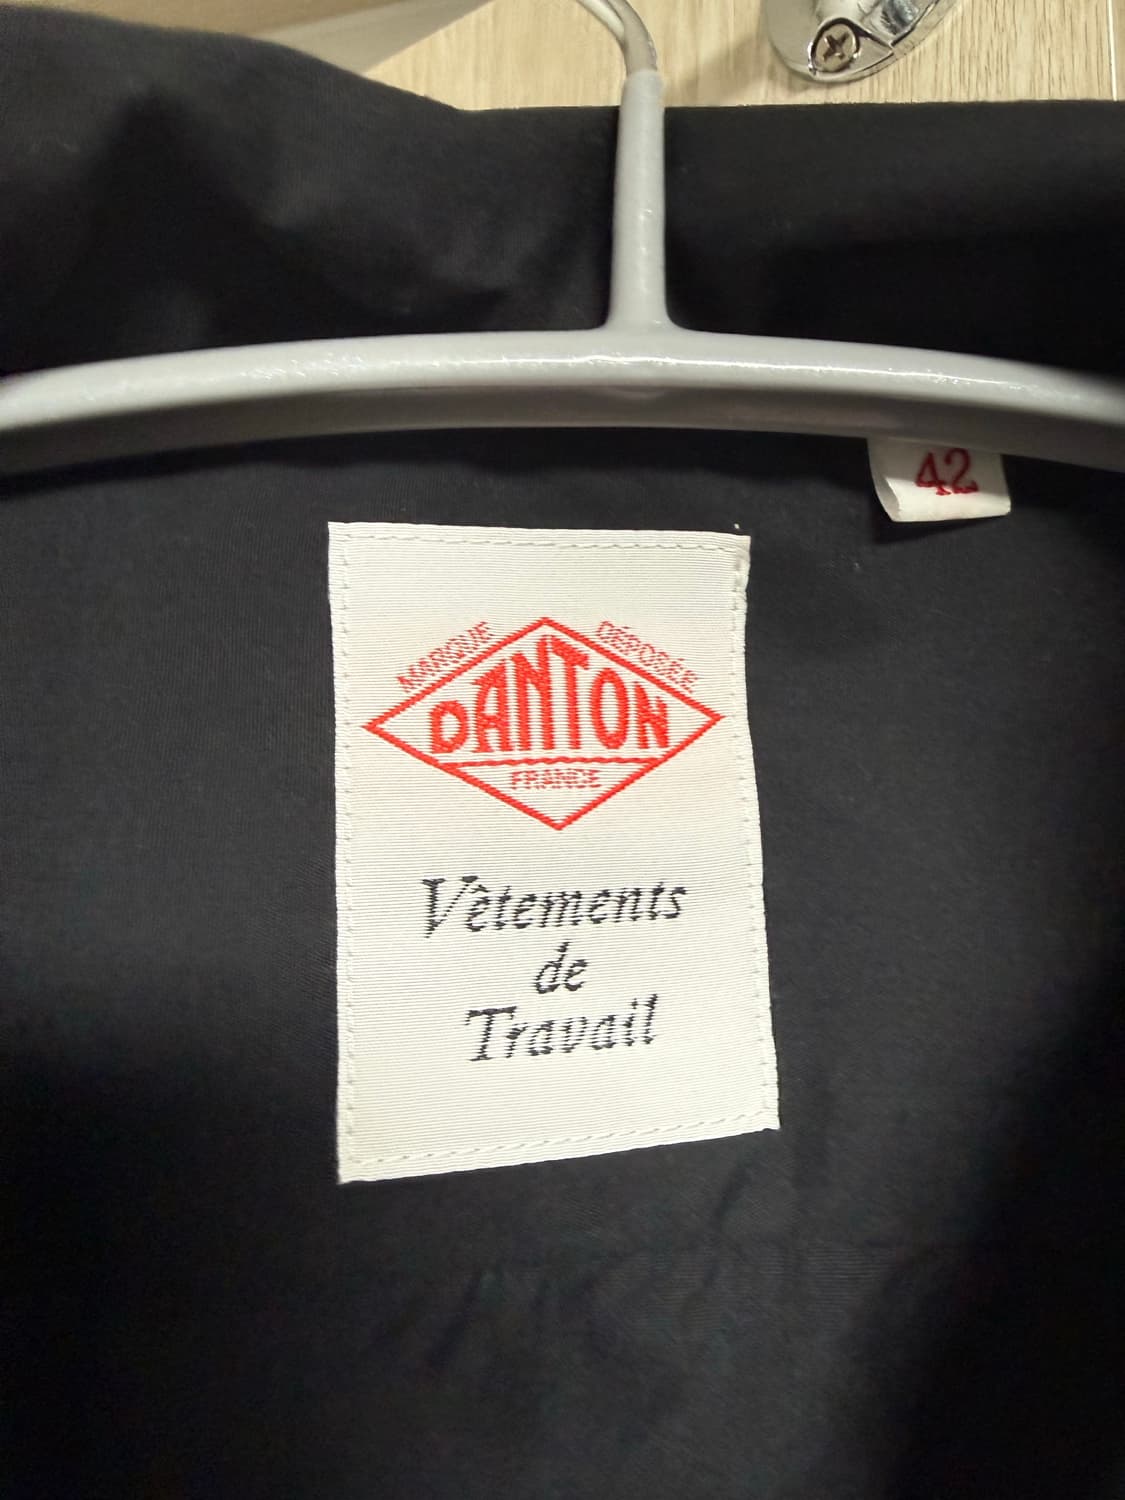 42
MARQUE DÉPOSÉE
DANTON
FRANCE
Vêtements
de
Travail